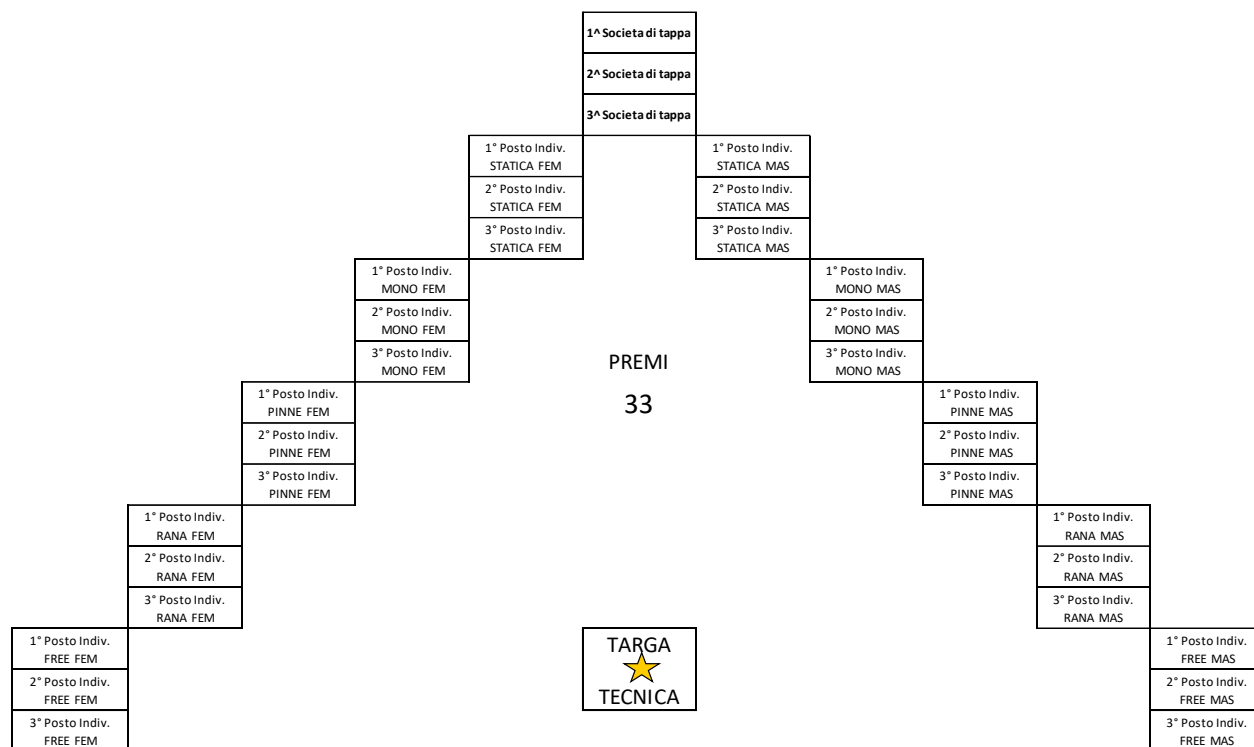 1^ Societa di tappa
2^ Societa di tappa
3^ Societa di tappa
1° Posto Indiv.
STATICA FEM
2° Posto Indiv.
STATICA FEM
3° Posto Indiv.
STATICA FEM
1° Posto Indiv.
STATICA MAS
2° Posto Indiv.
STATICA MAS
3° Posto Indiv.
STATICA MAS
1° Posto Indiv.
MONO FEM
2° Posto Indiv.
MONO FEM
3° Posto Indiv.
MONO FEM
PREMI
33
1° Posto Indiv.
MONO MAS
2° Posto Indiv.
MONO MAS
3° Posto Indiv.
MONO MAS
1° Posto Indiv.
PINNE FEM
2° Posto Indiv.
PINNE FEM
3° Posto Indiv.
PINNE FEM
1° Posto Indiv.
PINNE MAS
2° Posto Indiv.
PINNE MAS
3° Posto Indiv.
PINNE MAS
1° Posto Indiv.
RANA FEM
2° Posto Indiv.
RANA FEM
3° Posto Indiv.
RANA FEM
1° Posto Indiv.
RANA MAS
2° Posto Indiv.
RANA MAS
3° Posto Indiv.
RANA MAS
1° Posto Indiv.
FREE FEM
2° Posto Indiv.
FREE FEM
3° Posto Indiv.
FREE FEM
TARGA
TECNICA
1° Posto Indiv.
FREE MAS
2° Posto Indiv.
FREE MAS
3° Posto Indiv.
FREE MAS